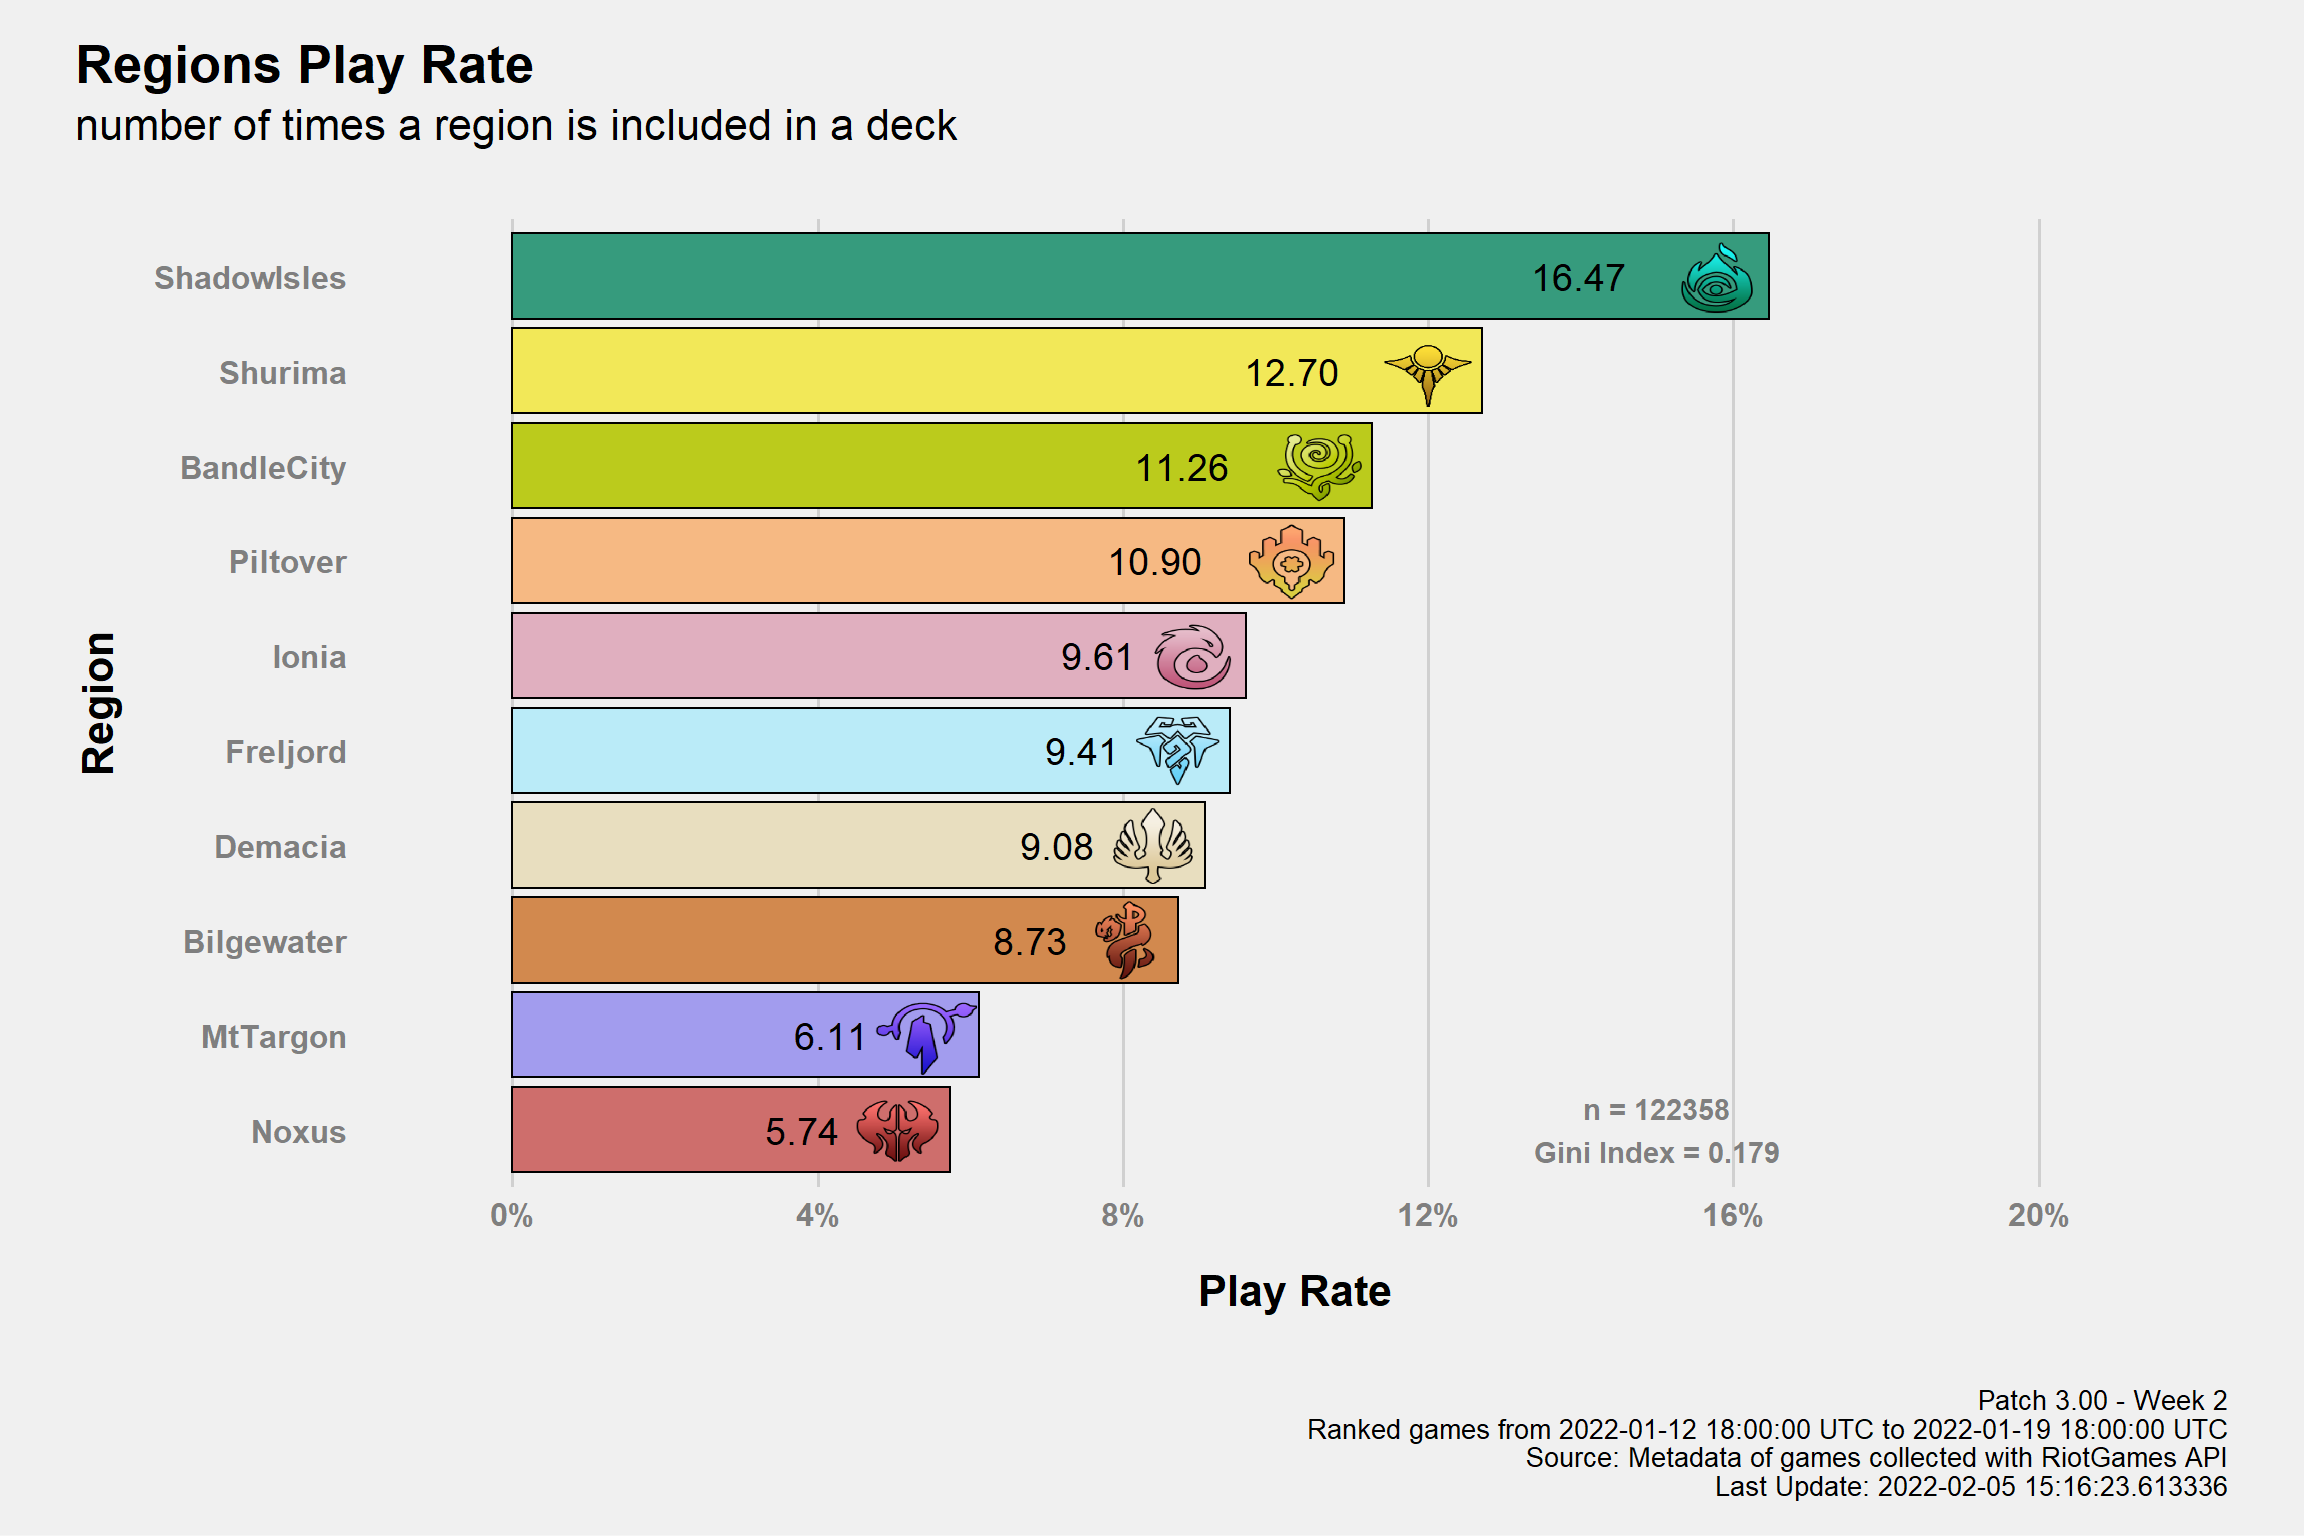 Regions Play Rate
number of times a region is included in a deck
Region
ShadowIsles 16.47
Shurima 12.70
BandleCity 11.26
Piltover 10.90
Ionia 9.61
Freljord 9.41
Demacia 9.08
Bilgewater 8.73
MtTargon 6.11
Noxus 5.74
n = 122358
Gini Index = 0.179
0% 4% 8% 12% 16% 20%
Play Rate
Patch 3.00 - Week 2
Ranked games from 2022-01-12 18:00:00 UTC to 2022-01-19 18:00:00 UTC
Source: Metadata of games collected with RiotGames API
Last Update: 2022-02-05 15:16:23.613336